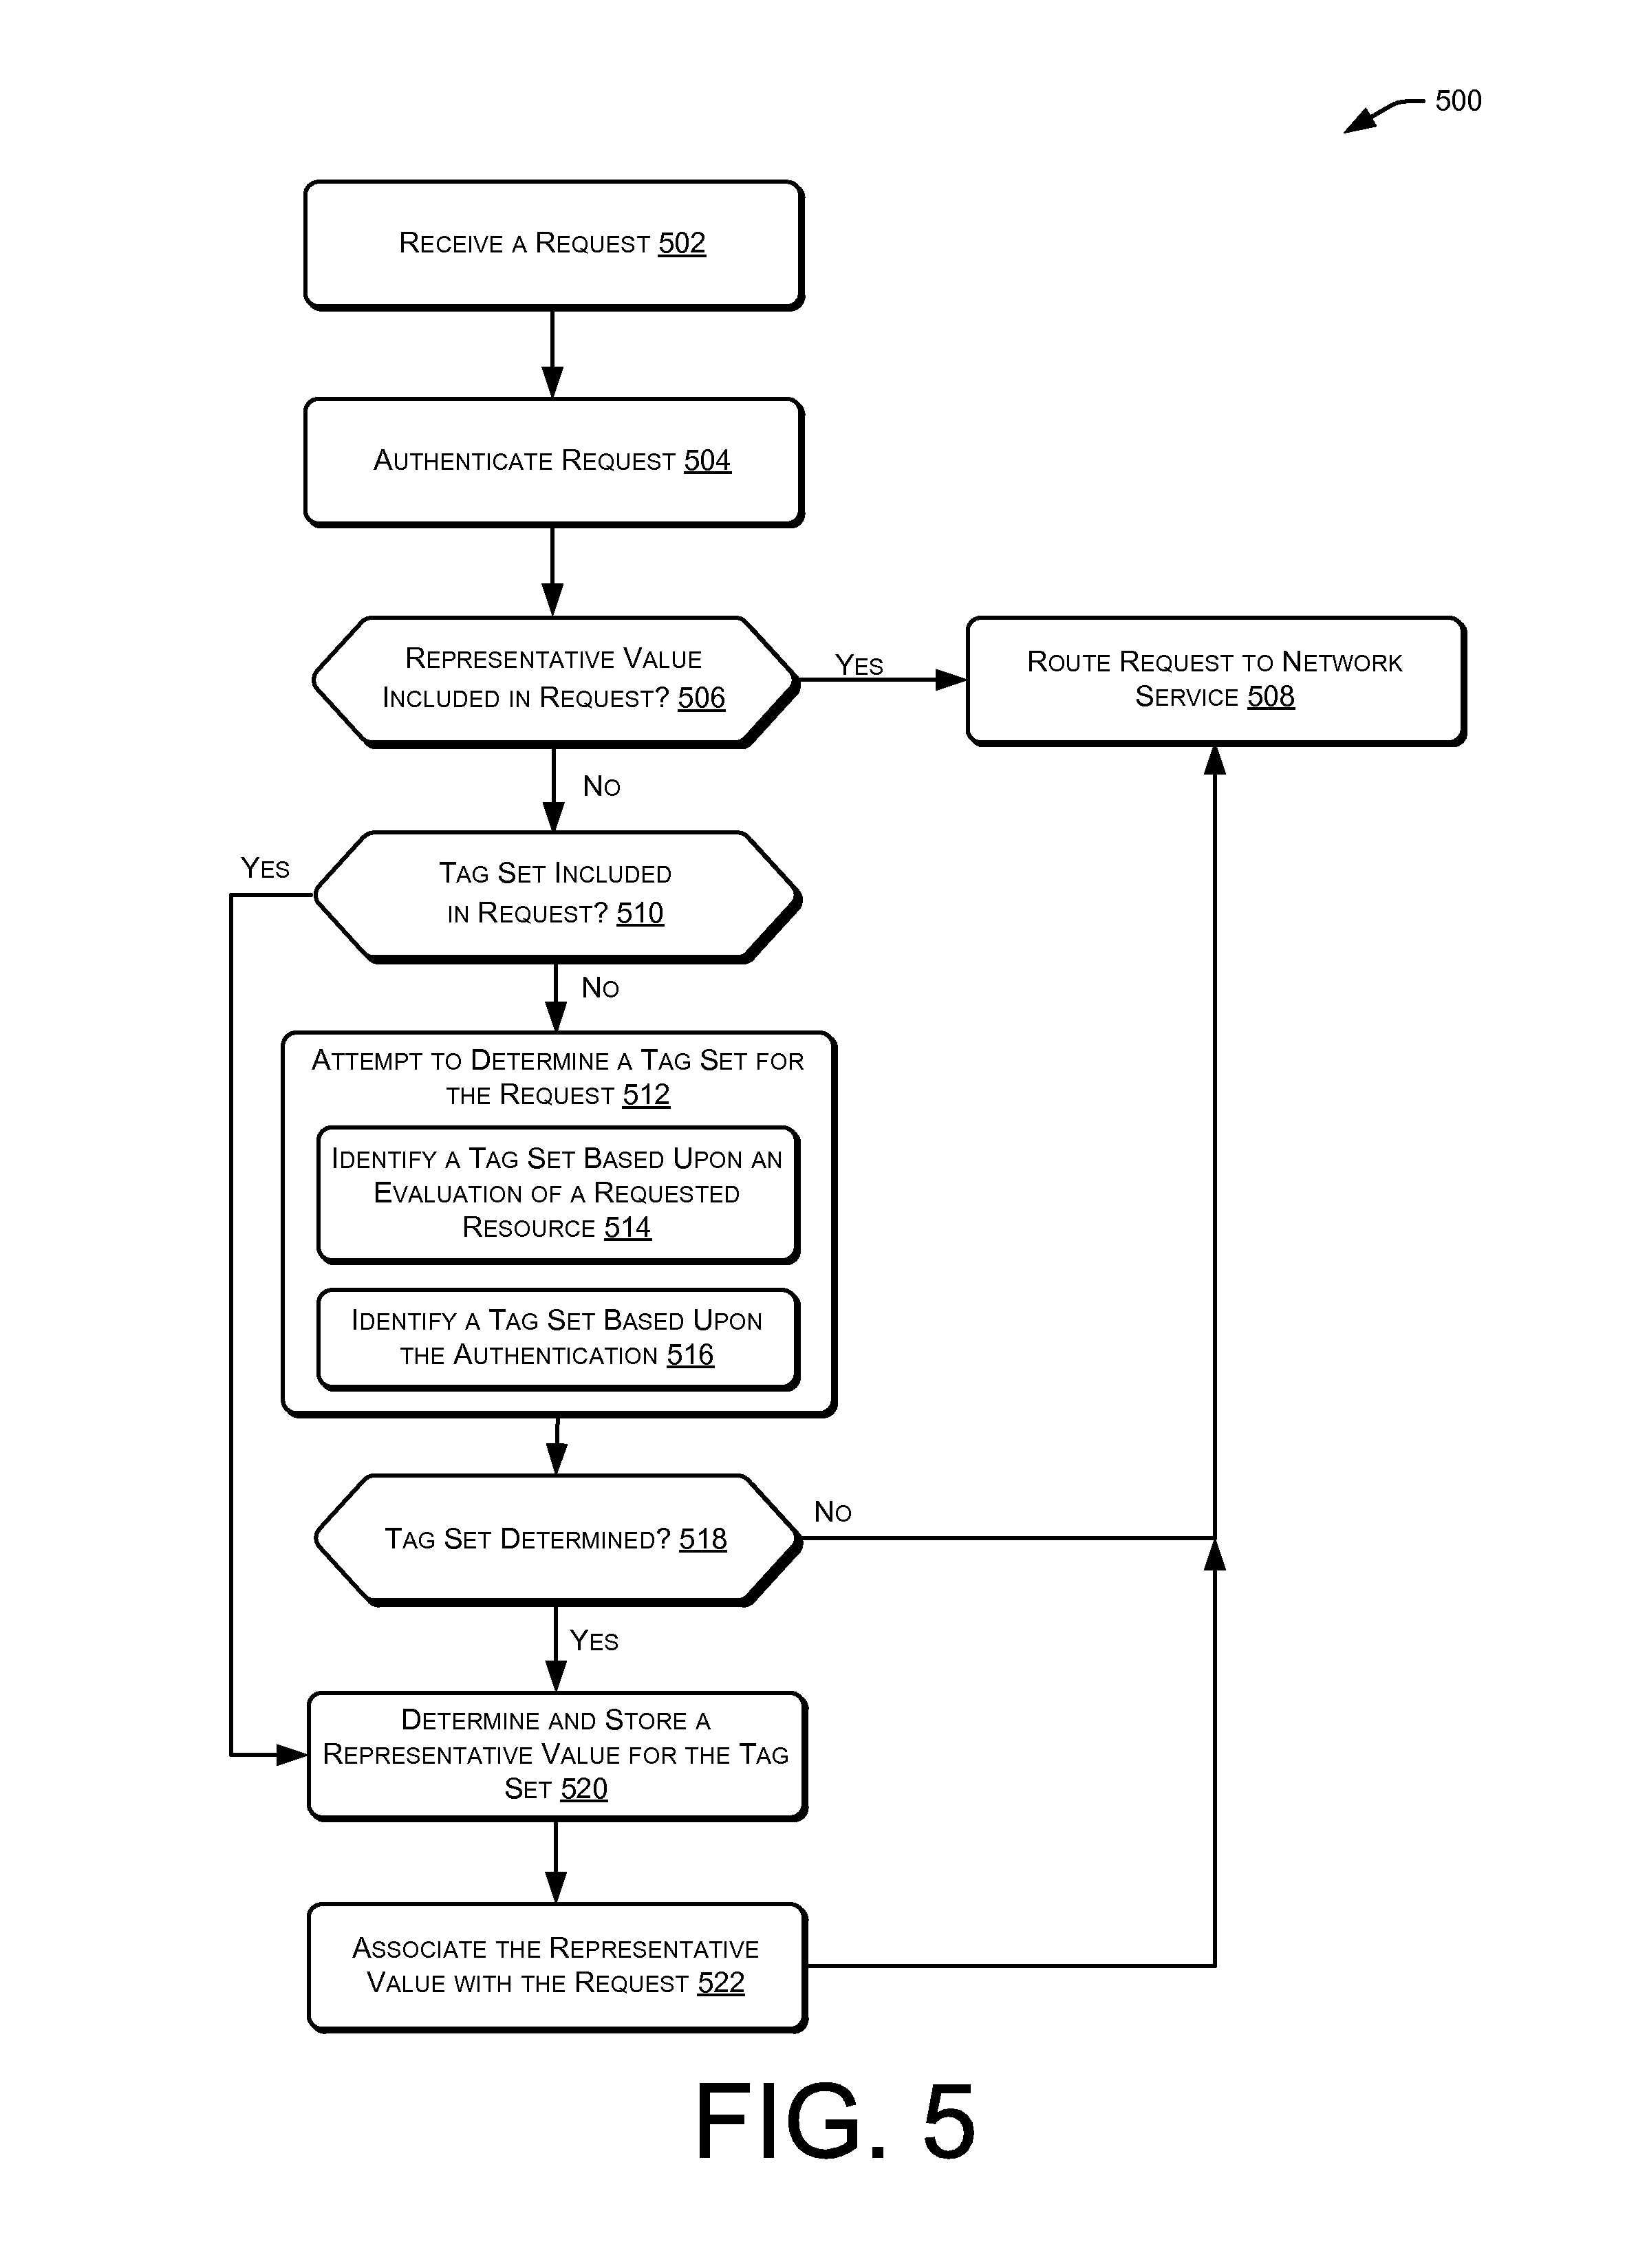 500
Receive a Request 502
Authenticate Request 504
Representative Value
Included in Request? 506
Yes
Route Request to Network
Service 508
No
Yes
Tag Set Included
in Request? 510
No
Attempt to Determine a Tag Set for
the Request 512
Identify a Tag Set Based Upon an
Evaluation of a Requested
Resource 514
Identify a Tag Set Based Upon
the Authentication 516
Tag Set Determined? 518
No
Yes
Determine and Store a
Representative Value for the Tag
Set 520
Associate the Representative
Value with the Request 522
FIG. 5